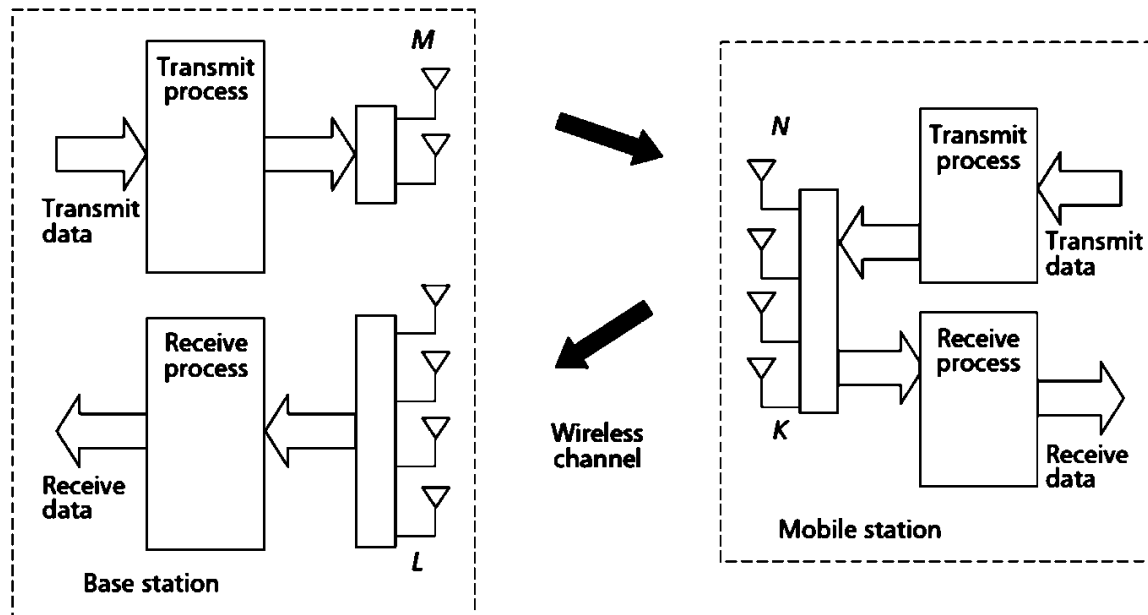 M
Transmit
process
Transmit
data
Receive
process
Receive
data
L
Base station
Wireless
channel
N
Transmit
process
Transmit
data
Receive
process
K
Receive
data
Mobile station